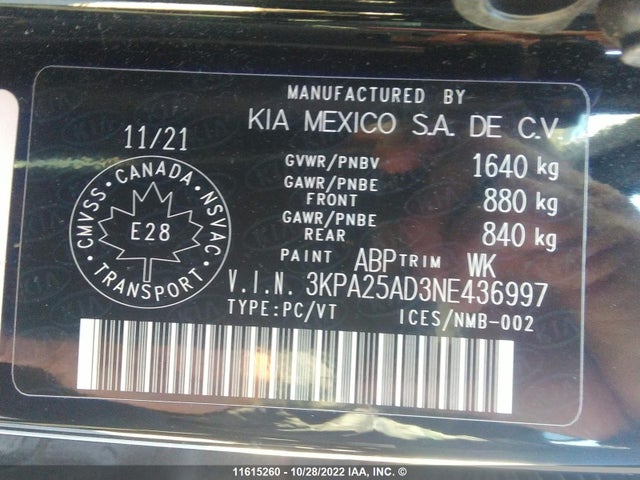 MANUFACTURED BY
KIA MEXICO S.A. DE C.V.
11/21
GVWR/PNBV 1640 kg
GAWR/PNBE FRONT 880 kg
GAWR/PNBE REAR 840 kg
CMVSS · CANADA · NSVAC
E28
TRANSPORT
PAINT ABP TRIM WK
V.I.N. 3KPA25AD3NE436997
TYPE:PC/VT ICES/NMB-002
11615260 - 10/28/2022 IAA, INC. ©